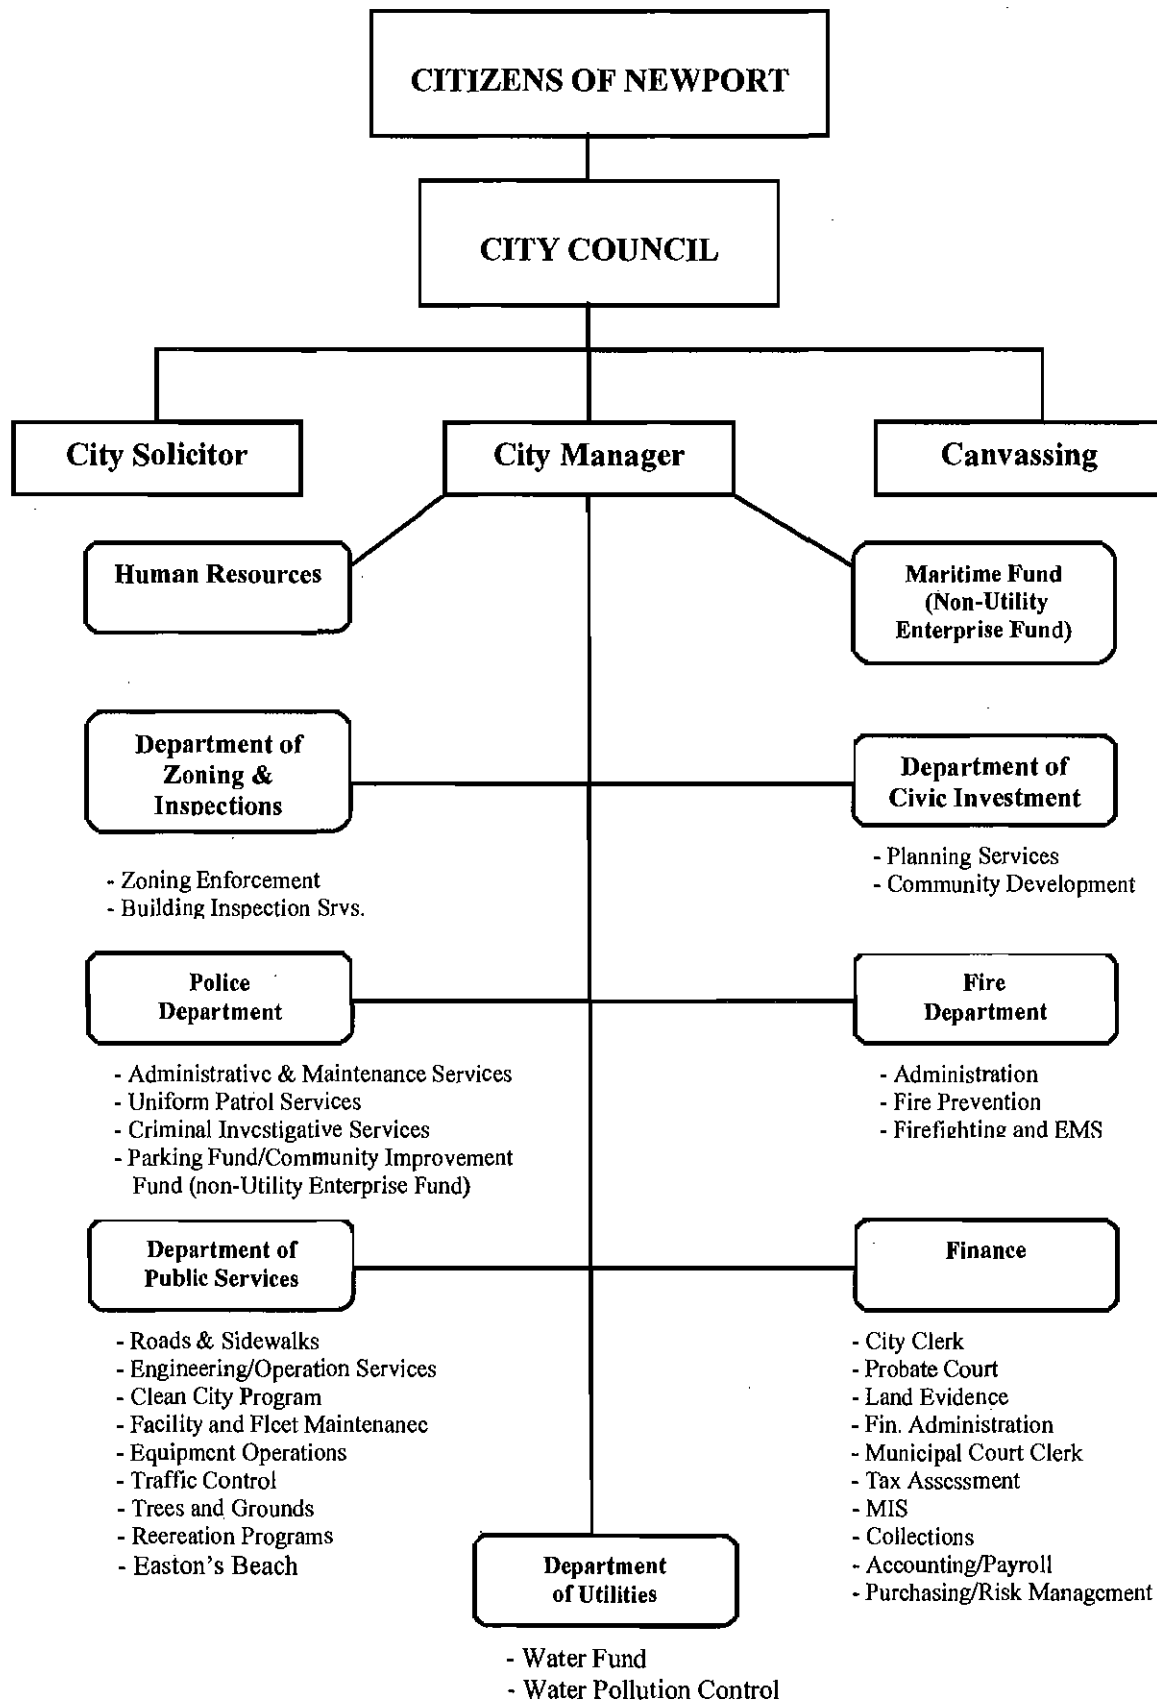 CITIZENS OF NEWPORT
CITY COUNCIL
City Solicitor
City Manager
Canvassing
Human Resources
Maritime Fund
(Non-Utility
Enterprise Fund)
Department of
Zoning &
Inspections
Department of
Civic Investment
- Zoning Enforcement
- Building Inspection Srvs.
- Planning Services
- Community Development
Police
Department
Fire
Department
- Administrative & Maintenance Services
- Uniform Patrol Services
- Criminal Investigative Services
- Parking Fund/Community Improvement
Fund (non-Utility Enterprise Fund)
- Administration
- Fire Prevention
- Firefighting and EMS
Department of
Public Services
Finance
- Roads & Sidewalks
- Engineering/Operation Services
- Clean City Program
- Facility and Fleet Maintenance
- Equipment Operations
- Traffic Control
- Trees and Grounds
- Recreation Programs
- Easton's Beach
- City Clerk
- Probate Court
- Land Evidence
- Fin. Administration
- Municipal Court Clerk
- Tax Assessment
- MIS
- Collections
- Accounting/Payroll
- Purchasing/Risk Management
Department
of Utilities
- Water Fund
- Water Pollution Control